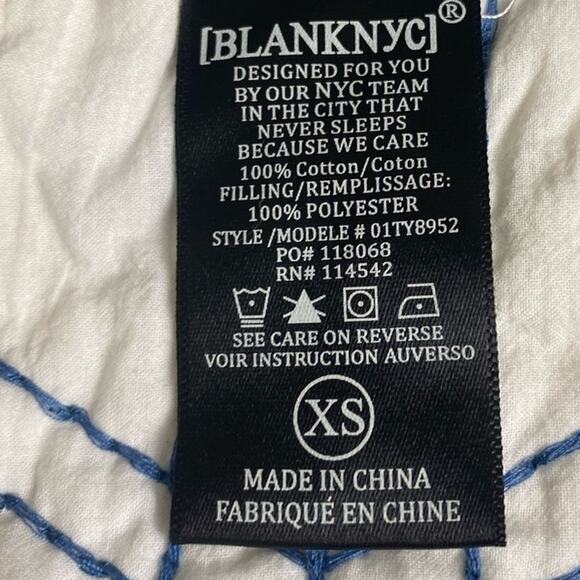 [BLANKNYC]®
DESIGNED FOR YOU
BY OUR NYC TEAM
IN THE CITY THAT
NEVER SLEEPS
BECAUSE WE CARE
100% Cotton/Coton
FILLING/REMPLISSAGE:
100% POLYESTER
STYLE /MODELE # 01TY8952
PO# 118068
RN# 114542
SEE CARE ON REVERSE
VOIR INSTRUCTION AUVERSO
XS
MADE IN CHINA
FABRIQUÉ EN CHINE